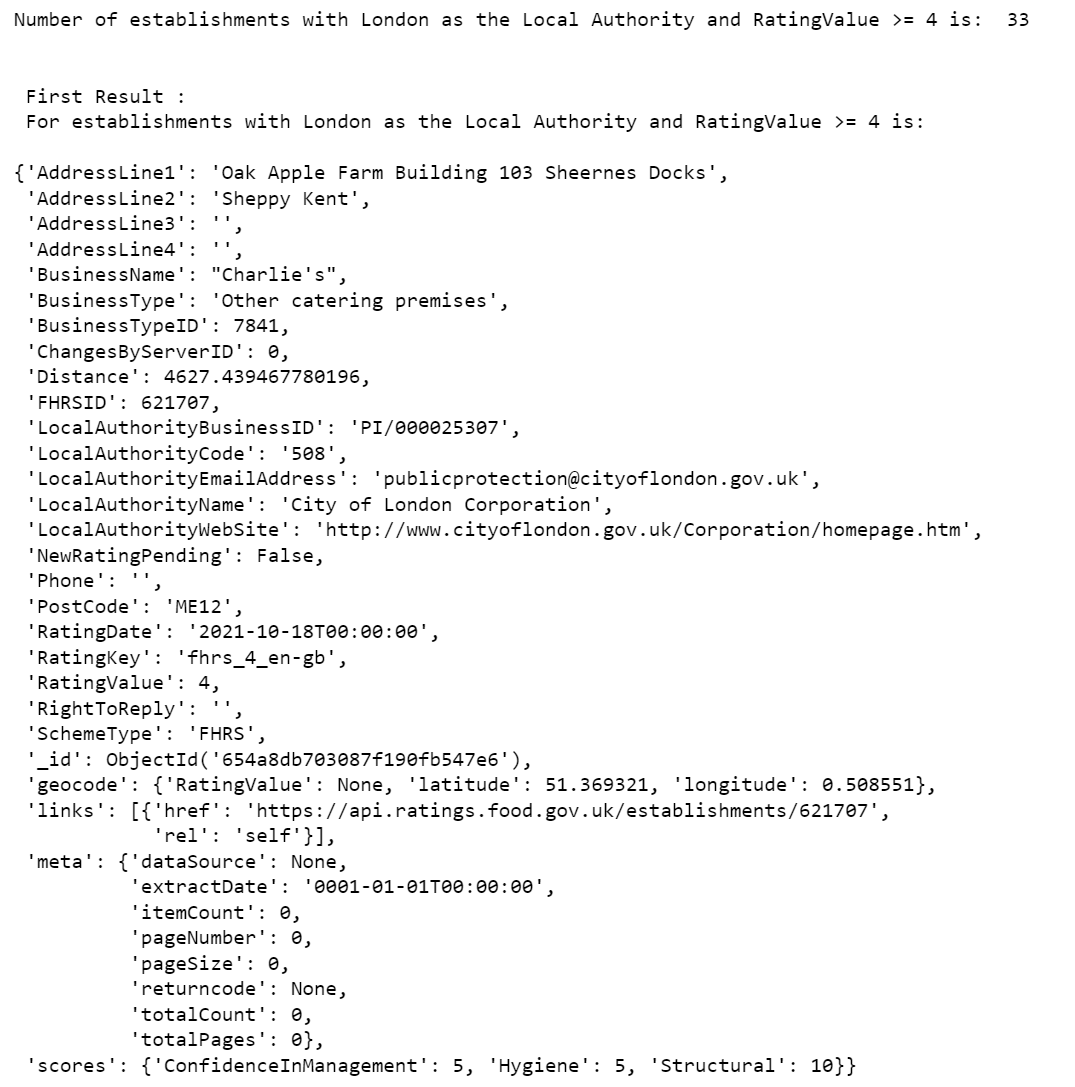 Number of establishments with London as the Local Authority and RatingValue >= 4 is:  33
First Result :
For establishments with London as the Local Authority and RatingValue >= 4 is:
{'AddressLine1': 'Oak Apple Farm Building 103 Sheernes Docks',
'AddressLine2': 'Sheppy Kent',
'AddressLine3': '',
'AddressLine4': '',
'BusinessName': "Charlie's",
'BusinessType': 'Other catering premises',
'BusinessTypeID': 7841,
'ChangesByServerID': 0,
'Distance': 4627.439467780196,
'FHRSID': 621707,
'LocalAuthorityBusinessID': 'PI/000025307',
'LocalAuthorityCode': '508',
'LocalAuthorityEmailAddress': 'publicprotection@cityoflondon.gov.uk',
'LocalAuthorityName': 'City of London Corporation',
'LocalAuthorityWebSite': 'http://www.cityoflondon.gov.uk/Corporation/homepage.htm',
'NewRatingPending': False,
'Phone': '',
'PostCode': 'ME12',
'RatingDate': '2021-10-18T00:00:00',
'RatingKey': 'fhrs_4_en-gb',
'RatingValue': 4,
'RightToReply': '',
'SchemeType': 'FHRS',
'_id': ObjectId('654a8db703087f190fb547e6'),
'geocode': {'RatingValue': None, 'latitude': 51.369321, 'longitude': 0.508551},
'links': [{'href': 'https://api.ratings.food.gov.uk/establishments/621707',
'rel': 'self'}],
'meta': {'dataSource': None,
'extractDate': '0001-01-01T00:00:00',
'itemCount': 0,
'pageNumber': 0,
'pageSize': 0,
'returncode': None,
'totalCount': 0,
'totalPages': 0},
'scores': {'ConfidenceInManagement': 5, 'Hygiene': 5, 'Structural': 10}}